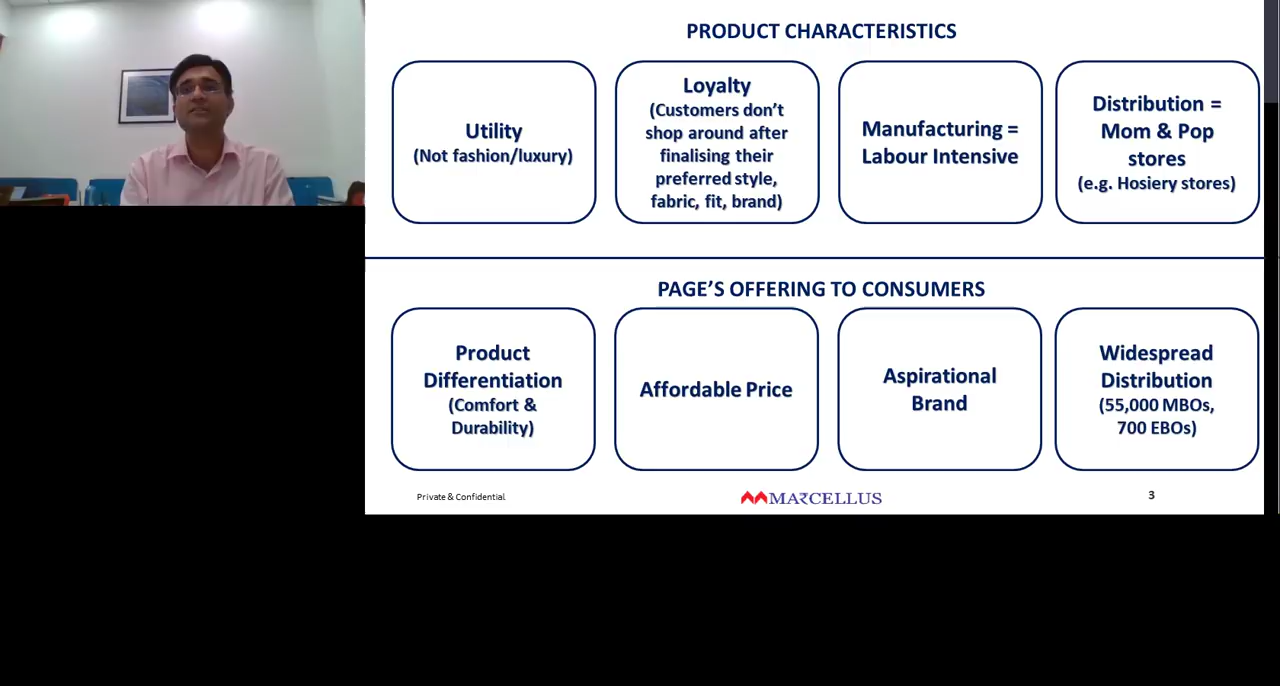 PRODUCT CHARACTERISTICS
Utility
(Not fashion/luxury)
Loyalty
(Customers don’t
shop around after
finalising their
preferred style,
fabric, fit, brand)
Manufacturing =
Labour Intensive
Distribution =
Mom & Pop
stores
(e.g. Hosiery stores)
PAGE’S OFFERING TO CONSUMERS
Product
Differentiation
(Comfort &
Durability)
Affordable Price
Aspirational
Brand
Widespread
Distribution
(55,000 MBOs,
700 EBOs)
Private & Confidential
MARCELLUS
3